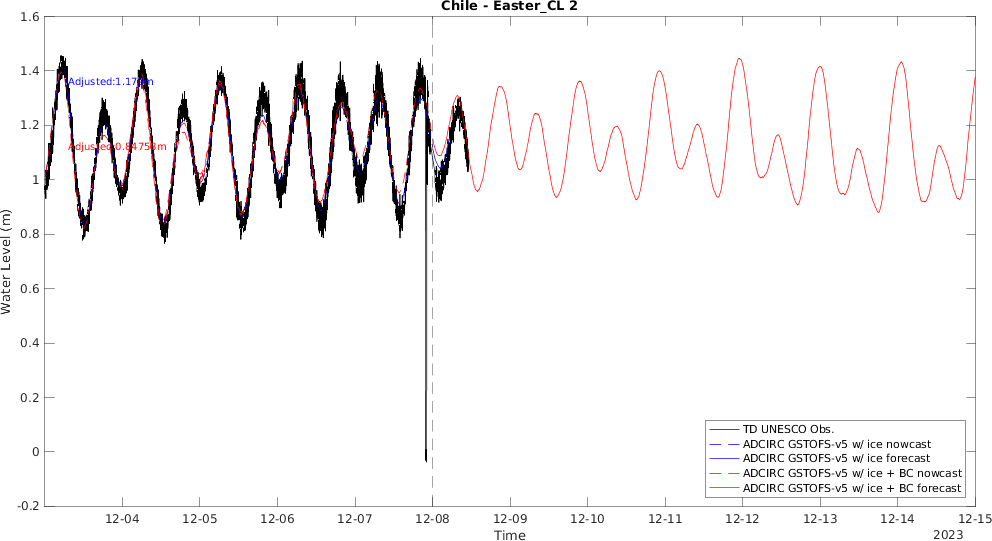 Chile - Easter_CL 2
1.6
1.4
1.2
1
0.8
0.6
0.4
0.2
0
-0.2
Water Level (m)
TD UNESCO Obs.
ADCIRC GSTOFS-v5 w/ ice nowcast
ADCIRC GSTOFS-v5 w/ ice forecast
ADCIRC GSTOFS-v5 w/ ice + BC nowcast
ADCIRC GSTOFS-v5 w/ ice + BC forecast
12-04 12-05 12-06 12-07 12-08 12-09 12-10 12-11 12-12 12-13 12-14 12-15
Time
2023